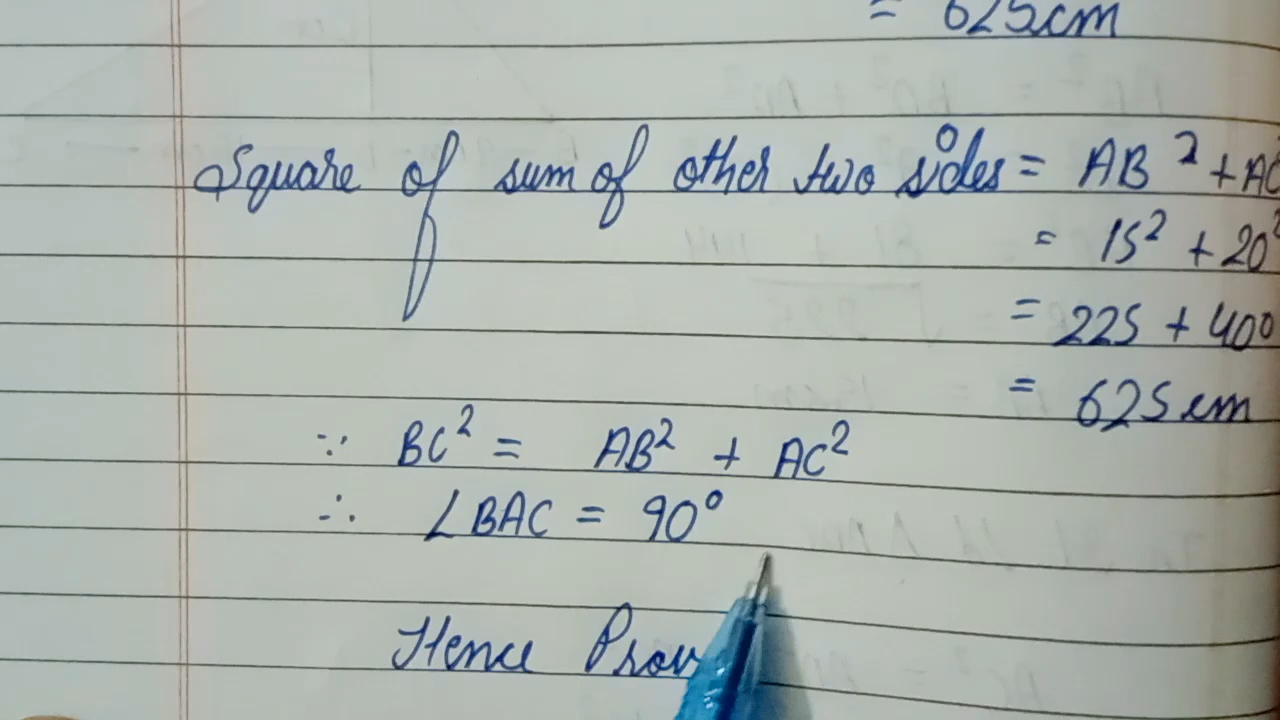 = 625cm
Square of sum of other two sides = AB² + AC
= 15² + 20²
= 225 + 400
= 625 cm
∵ BC² = AB² + AC²
∴ ∠BAC = 90°
Hence Prov